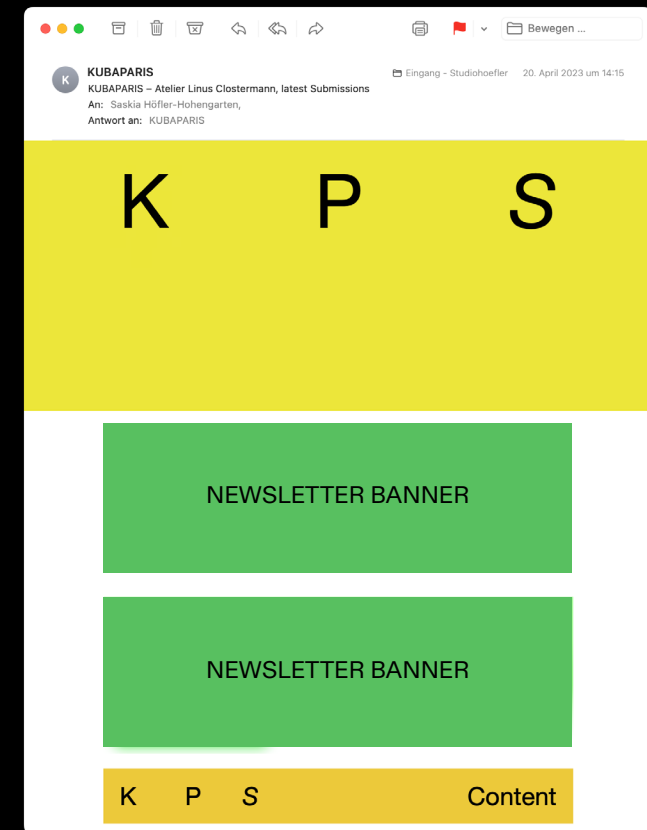 Bewegen ...
K
KUBAPARIS
Eingang - Studiohoefler 20. April 2023 um 14:15
KUBAPARIS – Atelier Linus Clostermann, latest Submissions
An: Saskia Höfler-Hohengarten,
Antwort an: KUBAPARIS
K P S
NEWSLETTER BANNER
NEWSLETTER BANNER
K P S Content